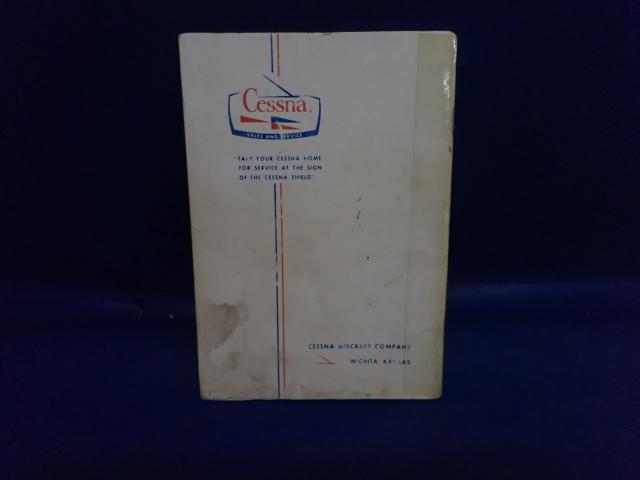 Cessna®
SALES AND SERVICE
"TAKE YOUR CESSNA HOME
FOR SERVICE AT THE SIGN
OF THE CESSNA SHIELD"
CESSNA AIRCRAFT COMPANY
WICHITA, KANSAS